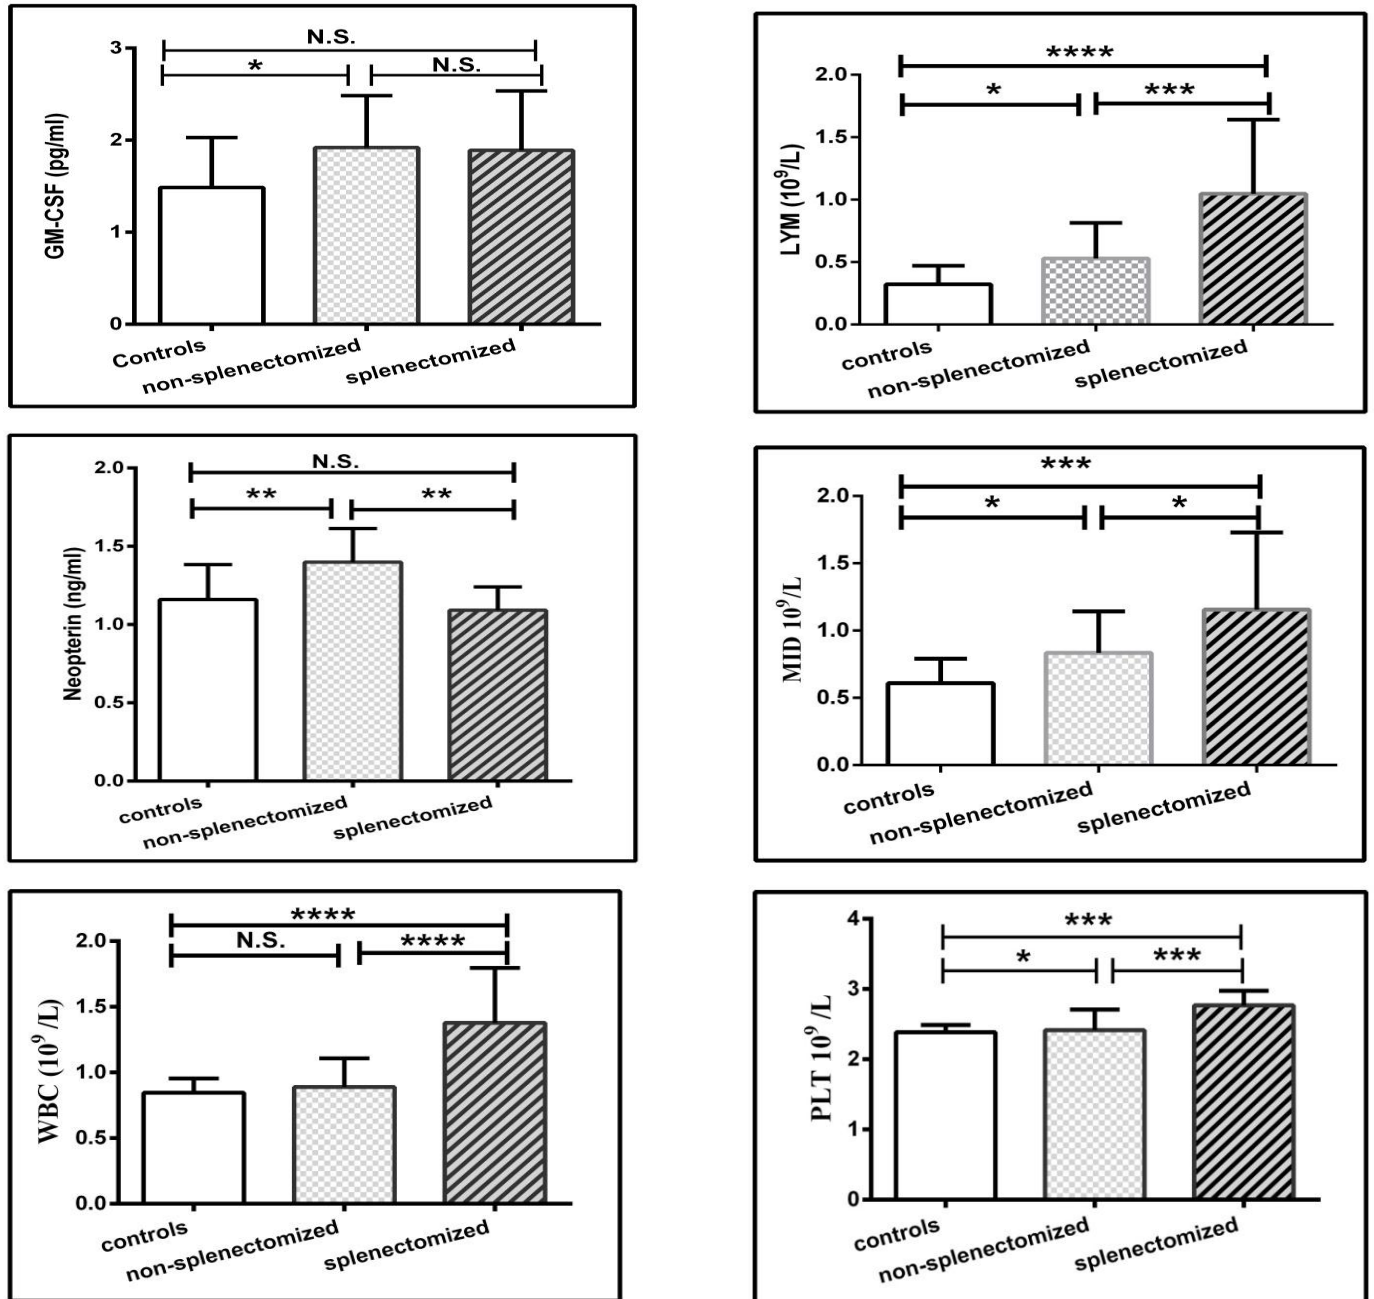 N.S.
*
N.S.
3
2
1
0
GM-CSF (pg/ml)
Controls
non-splenectomized
splenectomized
****
*
***
2.0
1.5
1.0
0.5
0.0
LYM (10⁹/L)
controls
non-splenectomized
splenectomized
N.S.
**
**
2.0
1.5
1.0
0.5
0.0
Neopterin (ng/ml)
controls
non-splenectomized
splenectomized
***
*
*
2.0
1.5
1.0
0.5
0.0
MID 10⁹/L
controls
non-splenectomized
splenectomized
****
N.S.
****
2.0
1.5
1.0
0.5
0.0
WBC (10⁹ /L)
controls
non-splenectomized
splenectomized
***
*
***
4
3
2
1
0
PLT 10⁹ /L
controls
non-splenectomized
splenectomized